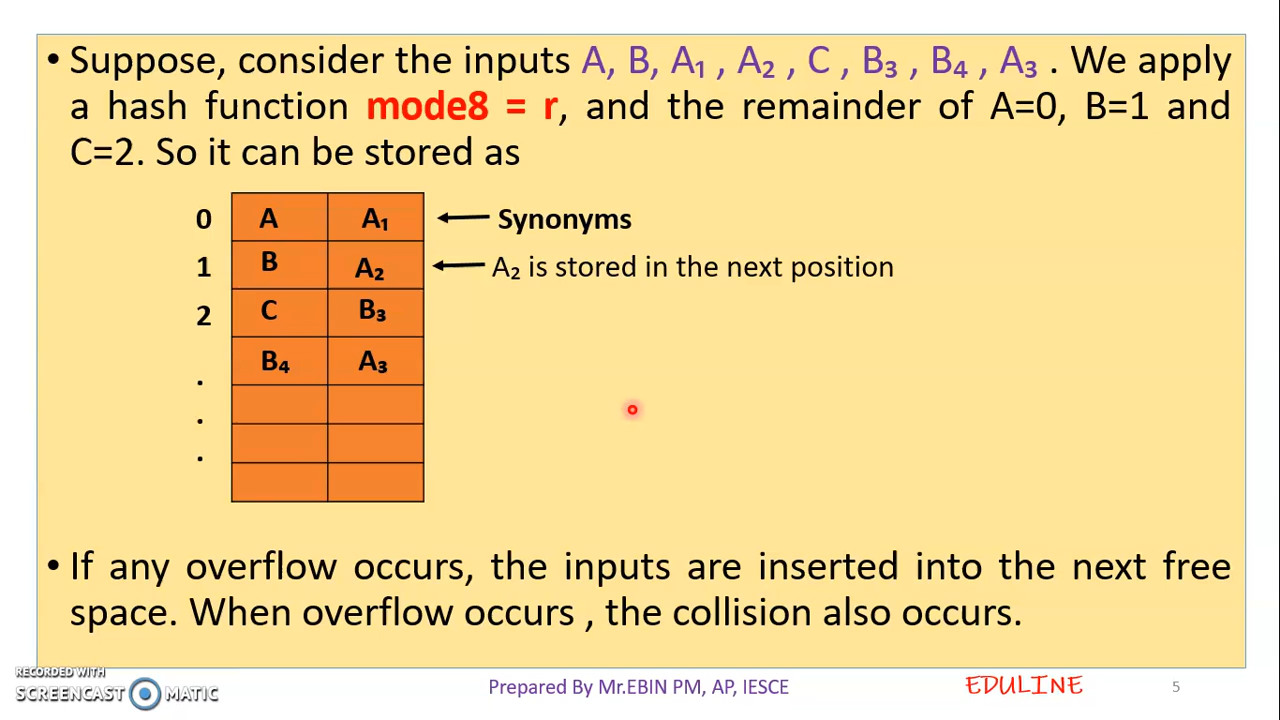 • Suppose, consider the inputs A, B, A₁ , A₂ , C , B₃ , B₄ , A₃ . We apply
a hash function mode8 = r, and the remainder of A=0, B=1 and
C=2. So it can be stored as
0 A A₁ Synonyms
1 B A₂ A₂ is stored in the next position
2 C B₃
. B₄ A₃
.
.
• If any overflow occurs, the inputs are inserted into the next free
space. When overflow occurs , the collision also occurs.
RECORDED WITH
SCREENCAST MATIC
Prepared By Mr.EBIN PM, AP, IESCE
EDULINE
5